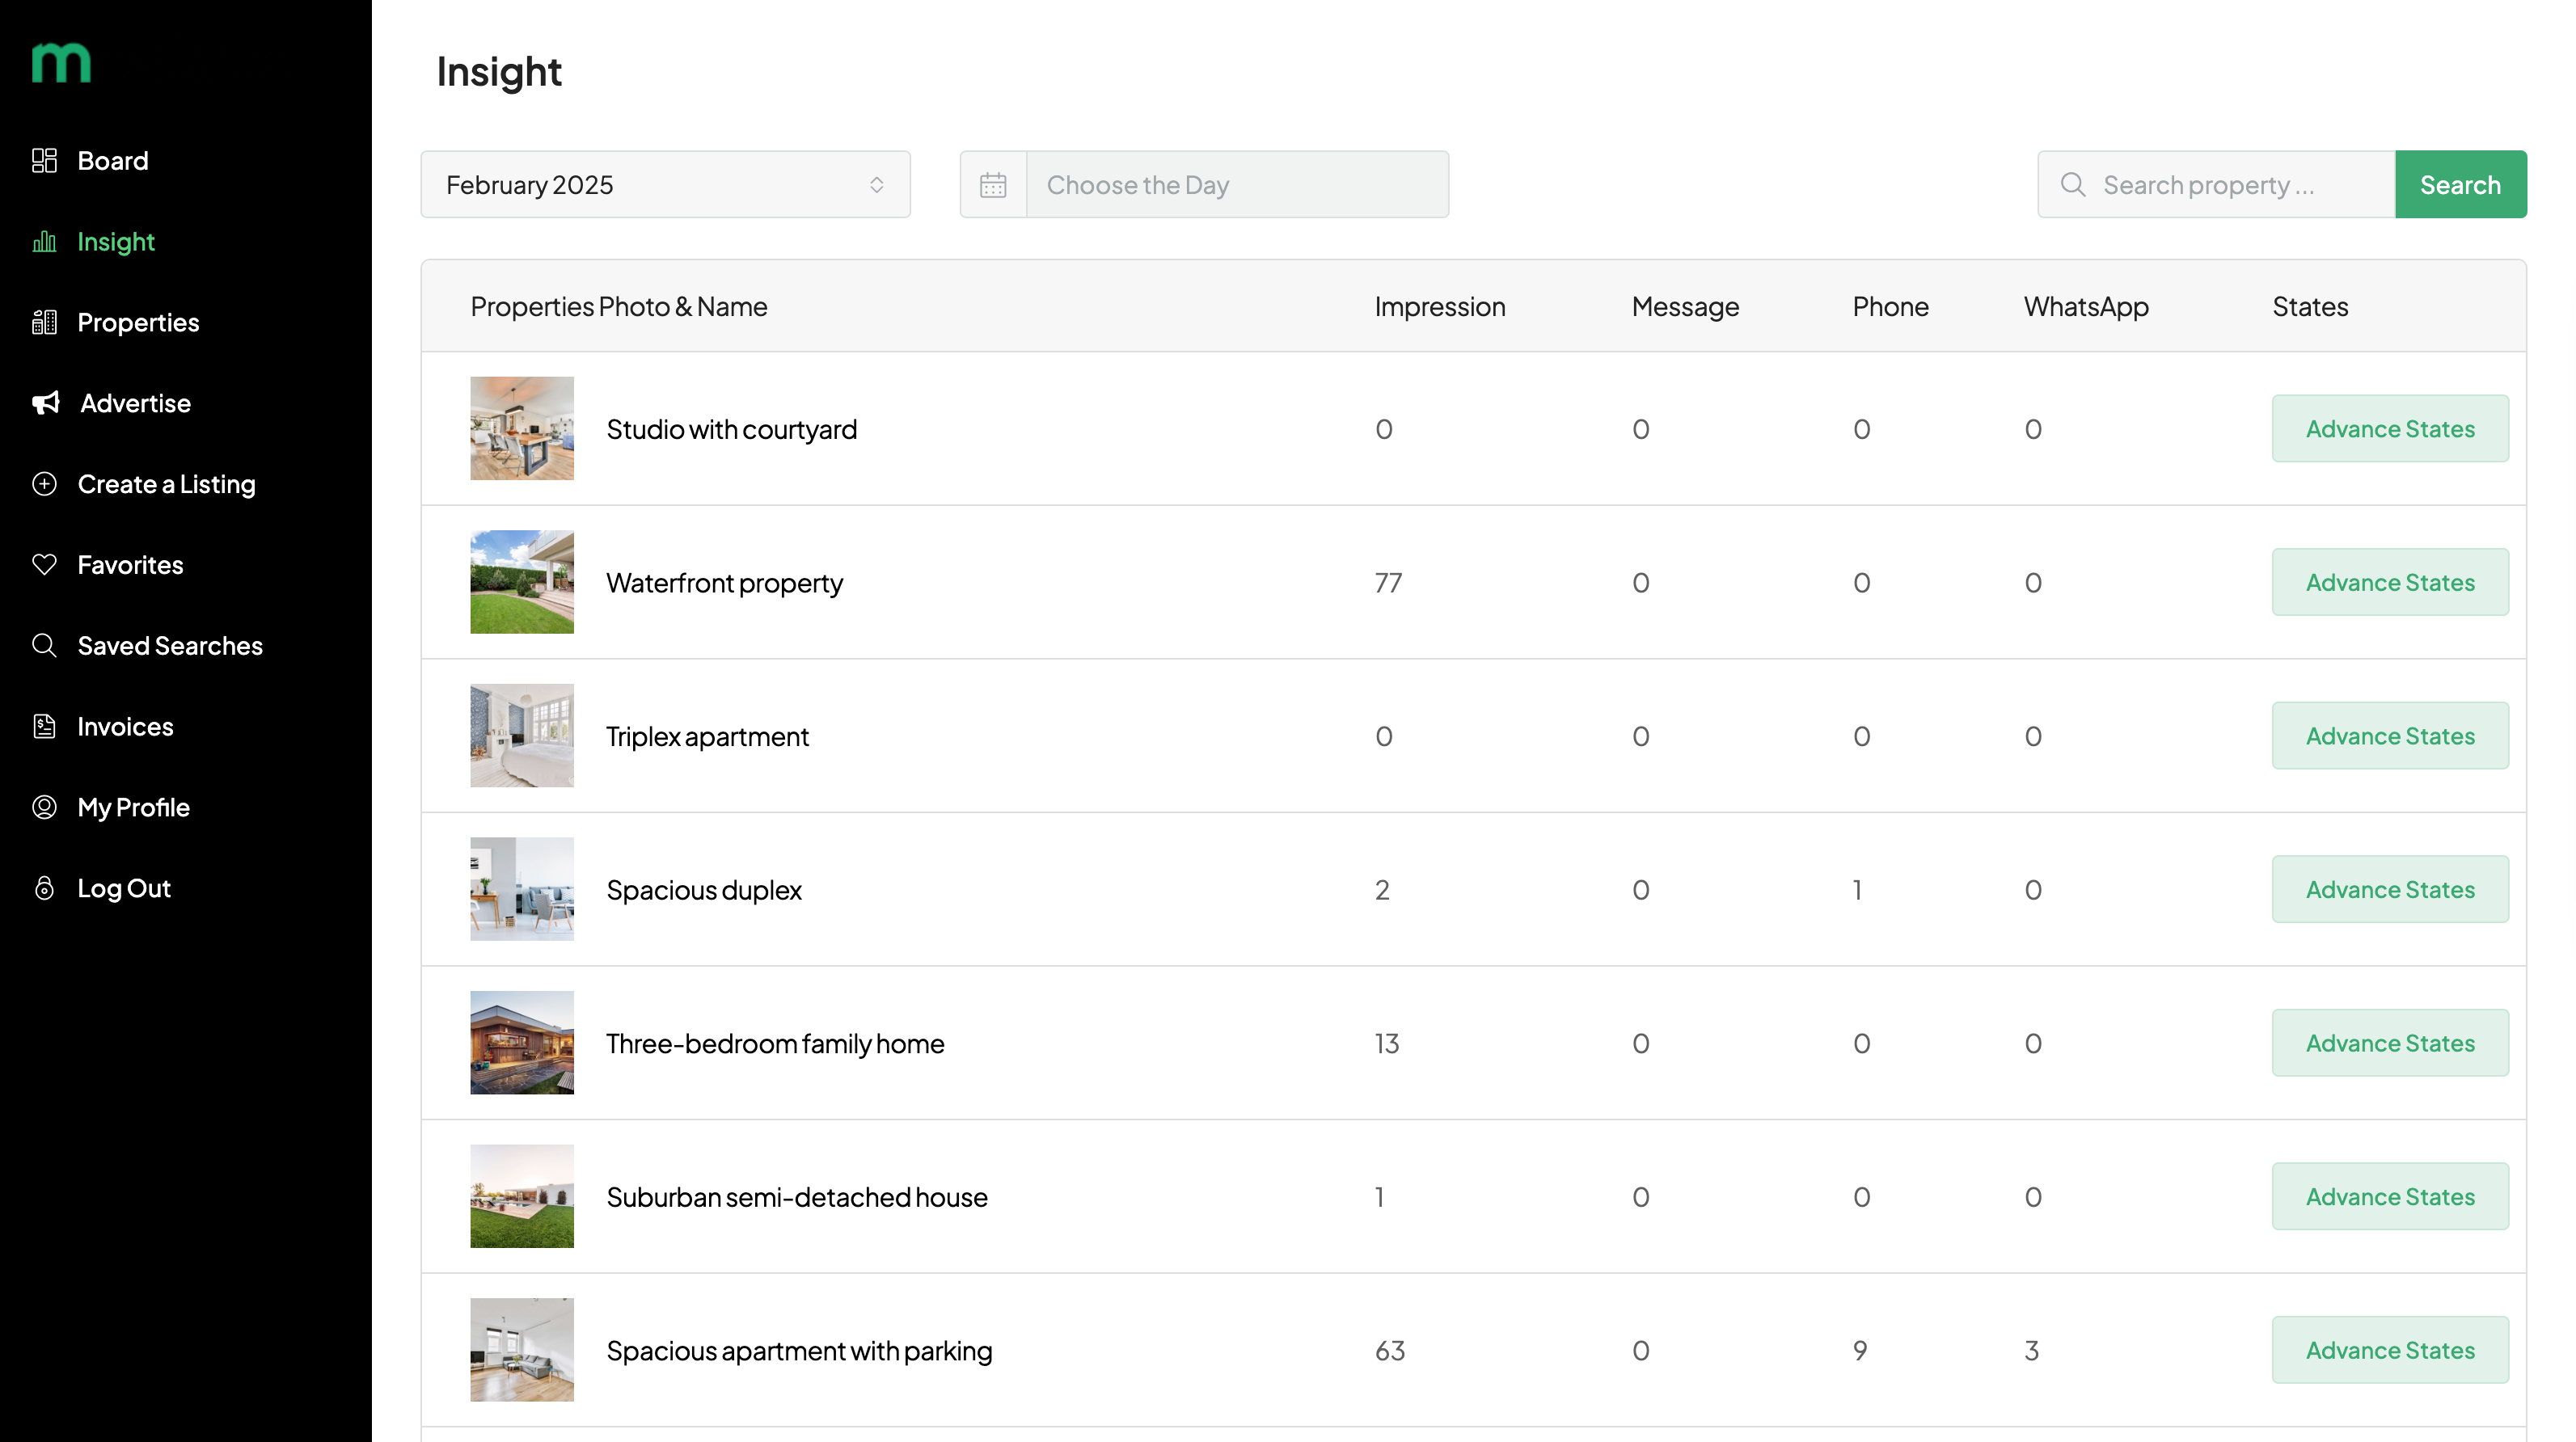 m
Board
Insight
Properties
Advertise
Create a Listing
Favorites
Saved Searches
Invoices
My Profile
Log Out
Insight
February 2025
Choose the Day
Search property ...
Search
Properties Photo & Name Impression Message Phone WhatsApp States
Studio with courtyard 0 0 0 0 Advance States
Waterfront property 77 0 0 0 Advance States
Triplex apartment 0 0 0 0 Advance States
Spacious duplex 2 0 1 0 Advance States
Three-bedroom family home 13 0 0 0 Advance States
Suburban semi-detached house 1 0 0 0 Advance States
Spacious apartment with parking 63 0 9 3 Advance States